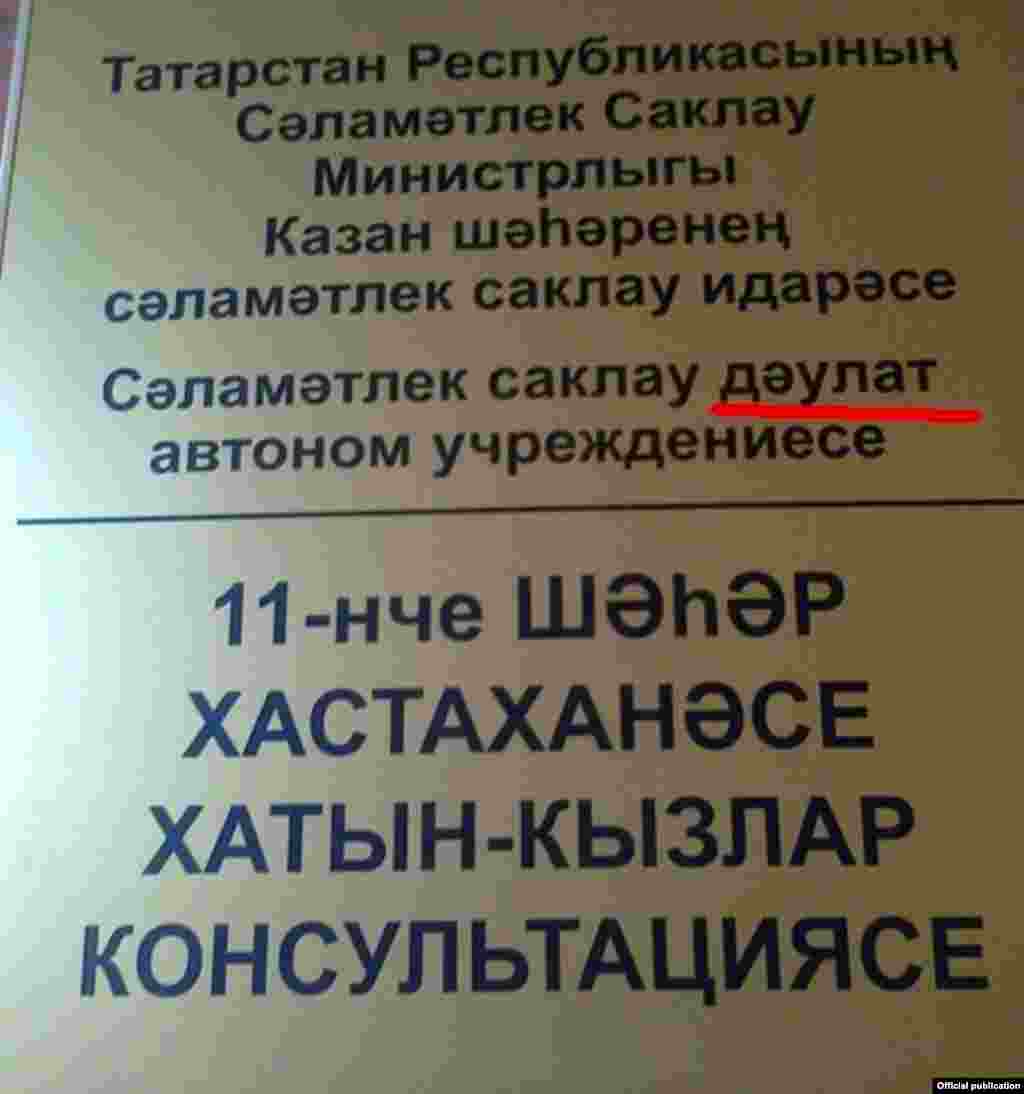 Татарстан Республикасының
Сәламәтлек Саклау
Министрлыгы
Казан шәһәренең
сәламәтлек саклау идарәсе
Сәламәтлек саклау дәулат
автоном учреждениесе
11-нче ШӘҺӘР
ХАСТАХАНӘСЕ
ХАТЫН-КЫЗЛАР
КОНСУЛЬТАЦИЯСЕ
Official publication